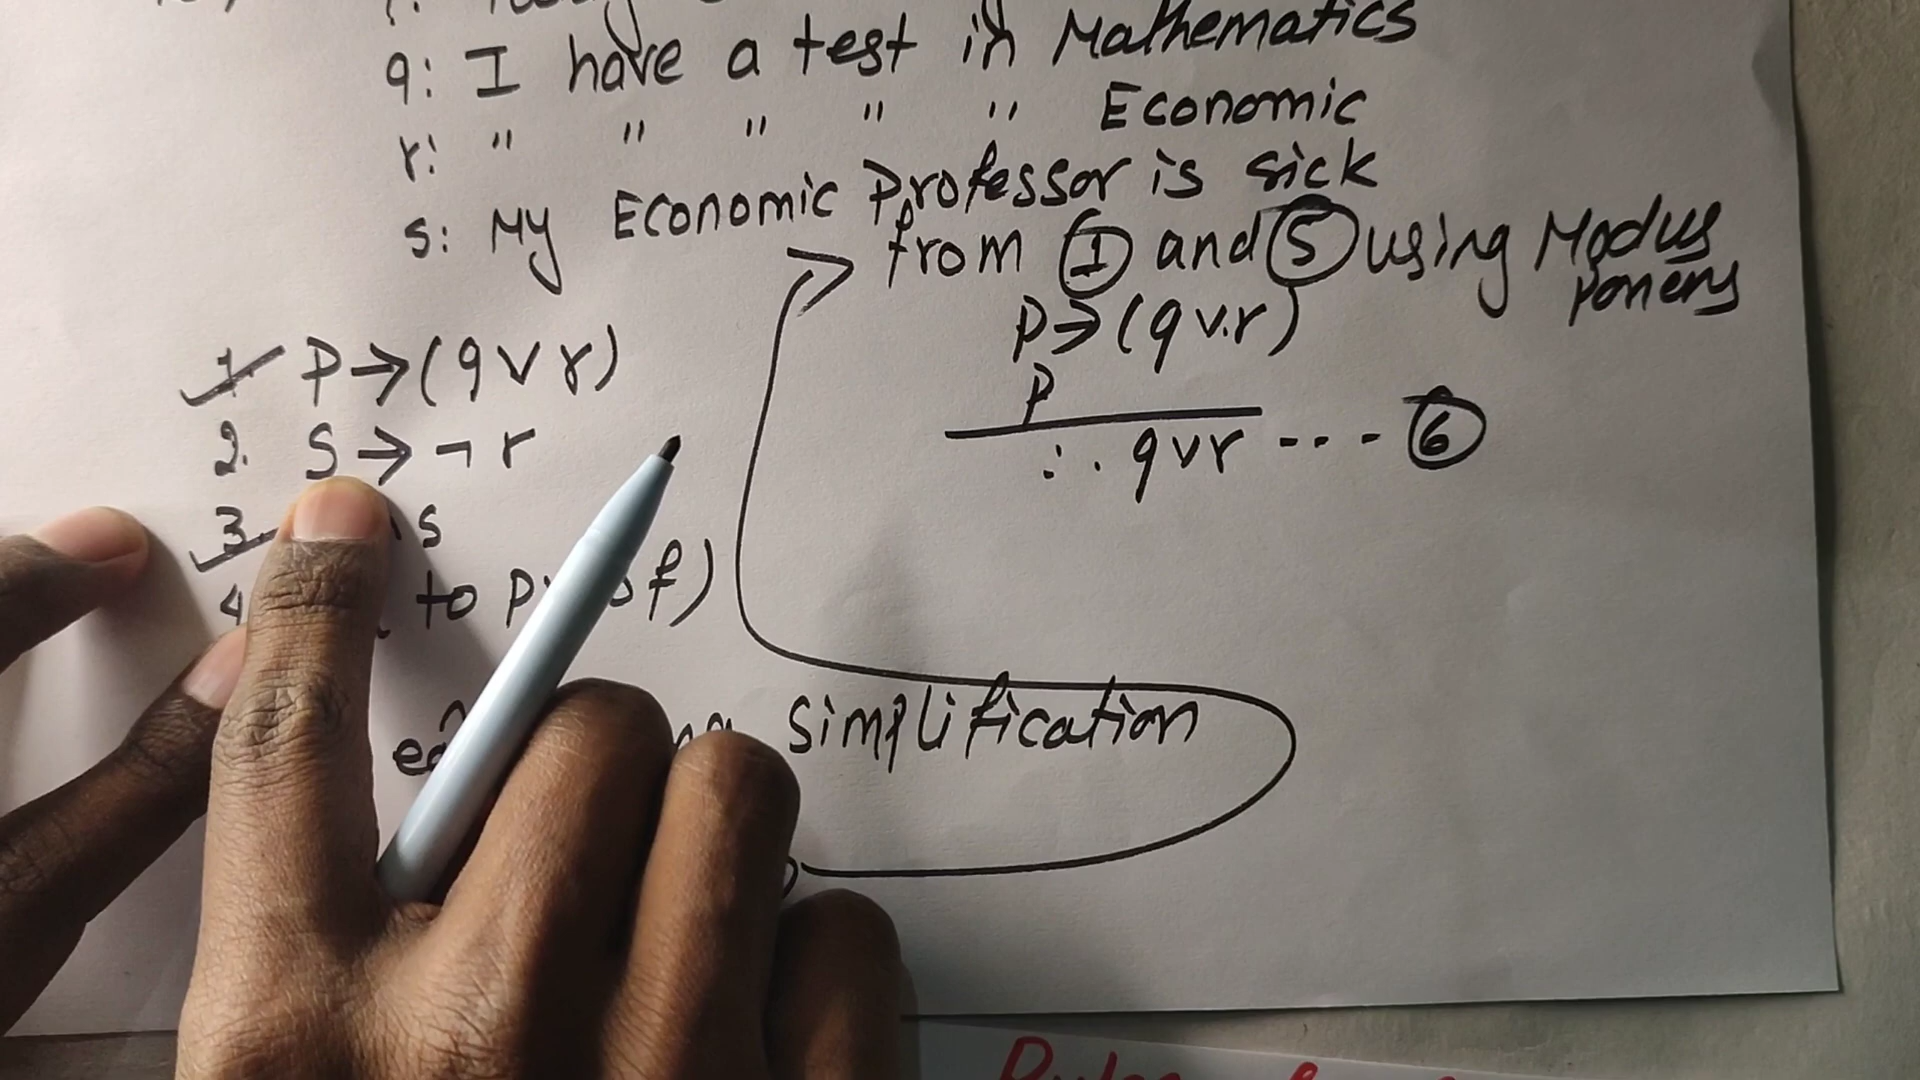 q: I have a test in Mathematics
r: " " " " " Economic
s: My Economic Professor is sick
from ① and ⑤ using Modus Ponens
1. P→(q∨r)
2. S→¬r
3. s
4 to
simplification
P→(q∨r)
P
∴ q∨r ---- ⑥